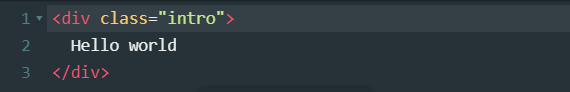 1 <div class="intro">
2   Hello world
3 </div>